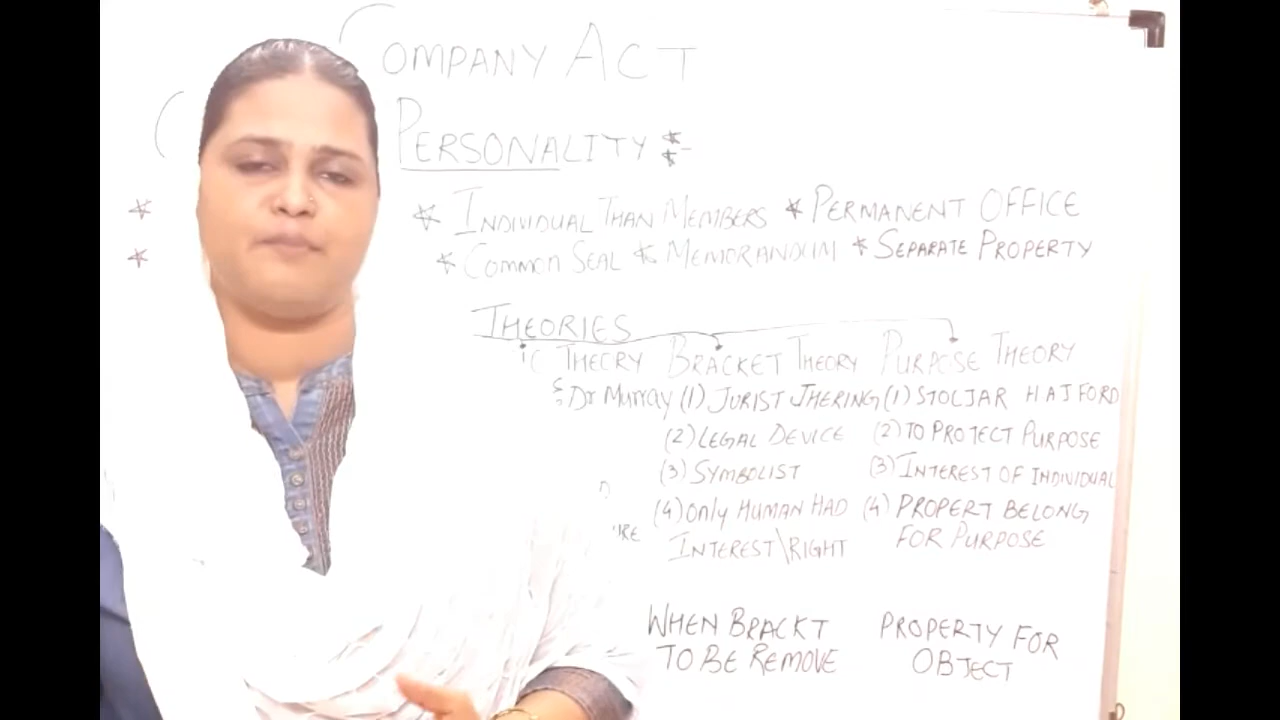 COMPANY ACT
PERSONALITY **-
* * INDIVIDUAL THAN MEMBERS * PERMANENT OFFICE
* * COMMON SEAL * MEMORANDUM * SEPARATE PROPERTY
THEORIES
IC THEORY BRACKET THEORY PURPOSE THEORY
Dr Murray (1) JURIST JHERING (1) STOLJAR
(2) LEGAL DEVICE (2) TO PROTECT PURPOSE
(3) SYMBOLIST (3) INTEREST OF INDIVIDUAL
(4) Only HUMAN HAD (4) PROPERT BELONG
INTEREST\RIGHT FOR PURPOSE
WHEN BRACKT PROPERTY FOR
TO BE REMOVE OBJECT